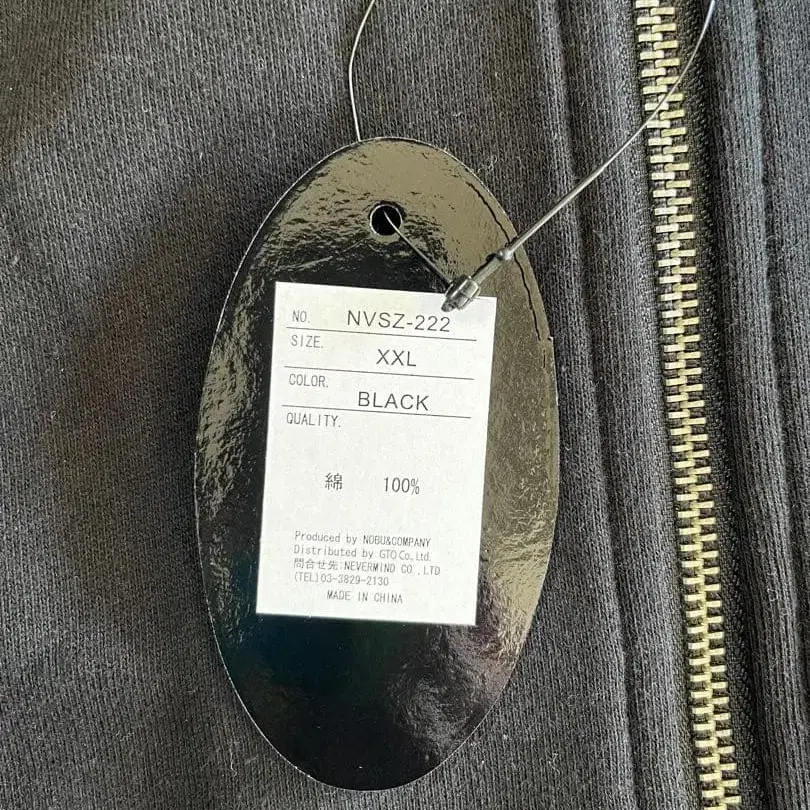 NO. NVSZ-222
SIZE. XXL
COLOR. BLACK
QUALITY.
綿 100%
Produced by NOBU&COMPANY
Distributed by GTO Co., Ltd.
問合せ先:NEVERMIND CO.,LTD
(TEL)03-3829-2130
MADE IN CHINA